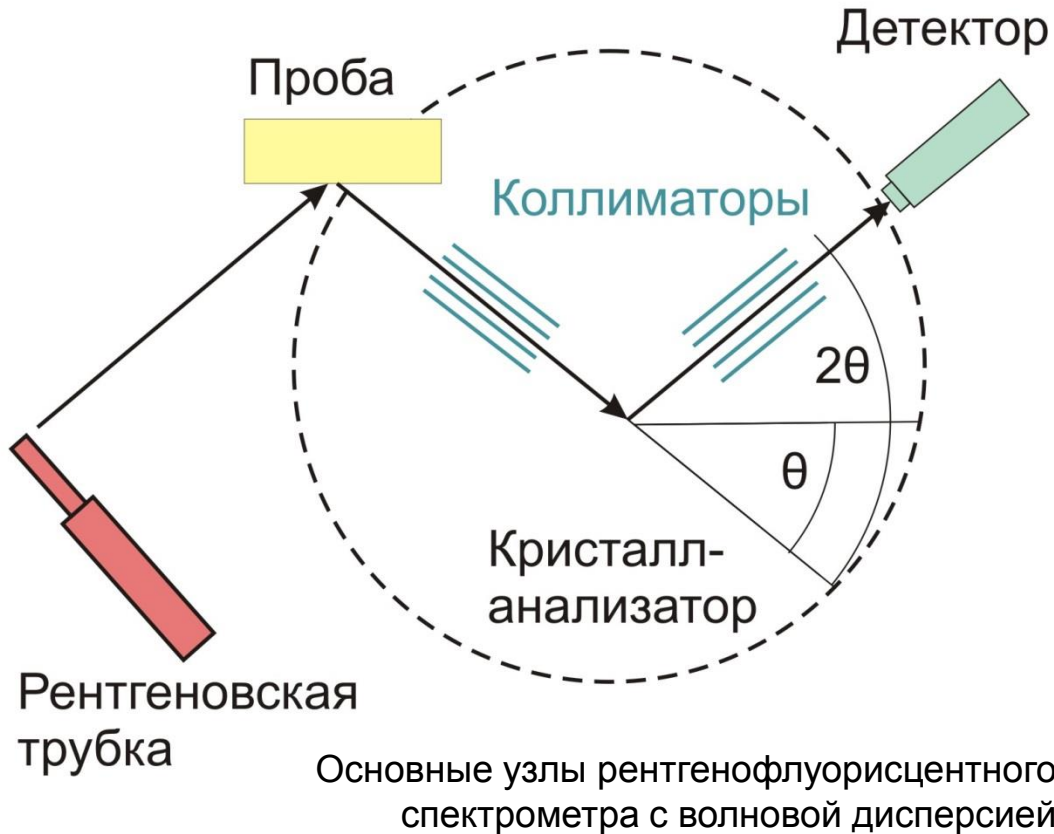 Детектор
Проба
Коллиматоры
2θ
θ
Кристалл-
анализатор
Рентгеновская
трубка
Основные узлы рентгенофлуорисцентного
спектрометра с волновой дисперсией